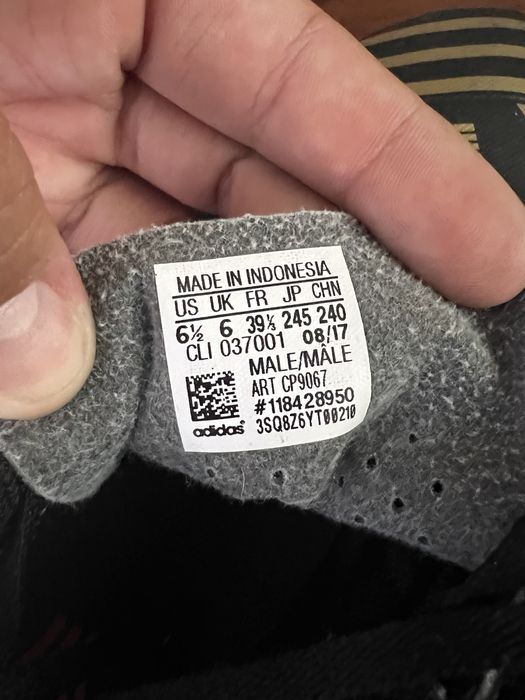 MADE IN INDONESIA
US UK FR JP CHN
6½ 6 39⅓ 245 240
CLI 037001 08/17
MALE/MÂLE
ART CP9067
#118428950
adidas® 3SQ8Z6YT00210